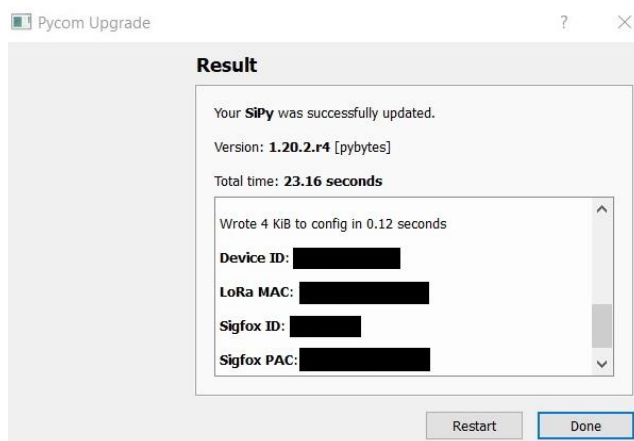 Pycom Upgrade
Result
Your SiPy was successfully updated.
Version: 1.20.2.r4 [pybytes]
Total time: 23.16 seconds
Wrote 4 KiB to config in 0.12 seconds
Device ID:
LoRa MAC:
Sigfox ID:
Sigfox PAC:
Restart
Done